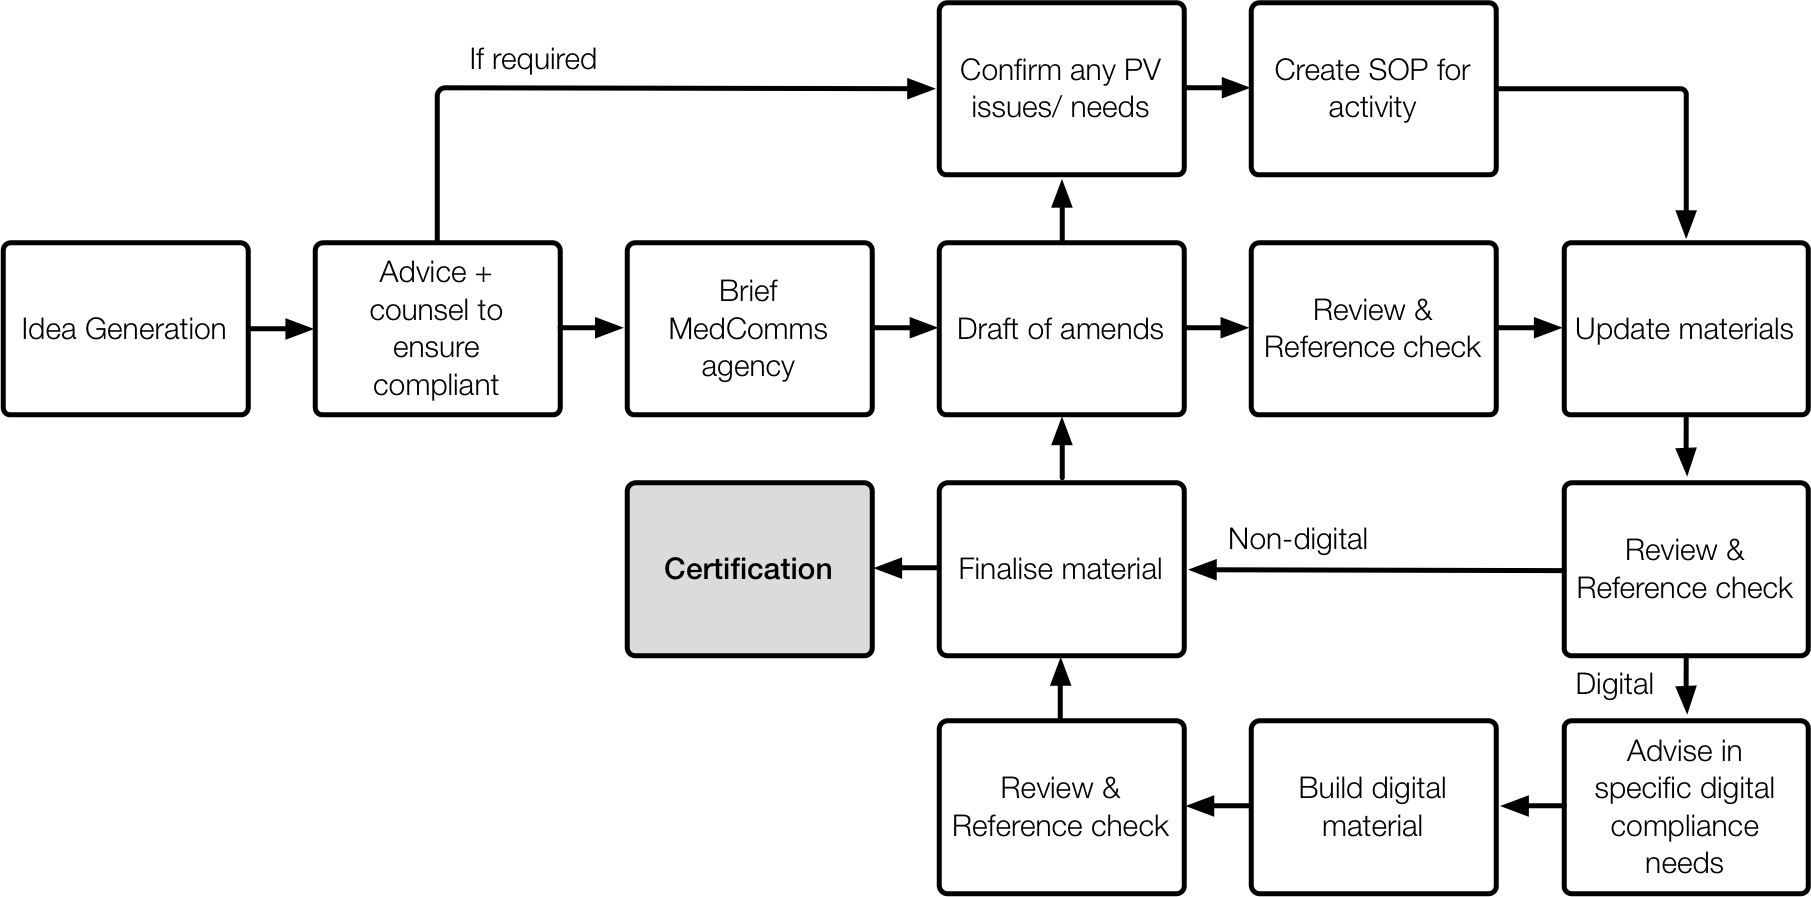 If required
Confirm any PV
issues/ needs
Create SOP for
activity
Idea Generation
Advice +
counsel to
ensure
compliant
Brief
MedComms
agency
Draft of amends
Review &
Reference check
Update materials
Certification
Finalise material
Non-digital
Review &
Reference check
Digital
Review &
Reference check
Build digital
material
Advise in
specific digital
compliance
needs